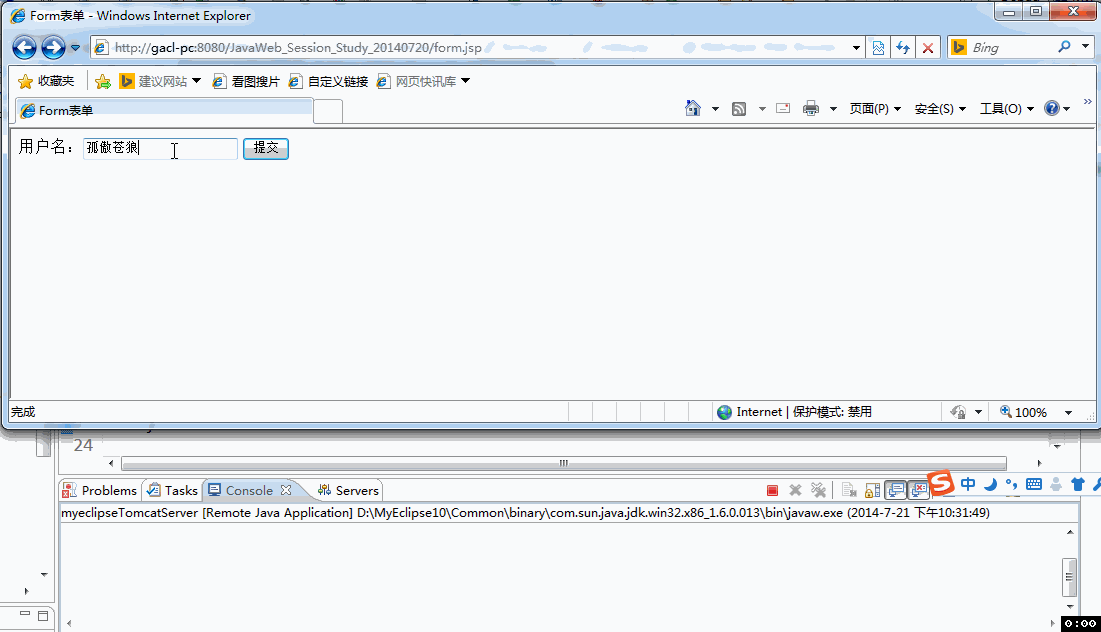 Form表单 - Windows Internet Explorer
http://gacl-pc:8080/JavaWeb_Session_Study_20140720/form.jsp
Bing
收藏夹 建议网站 看图搜片 自定义链接 网页快讯库
Form表单
页面(P) 安全(S) 工具(O)
用户名：孤傲苍狼 提交
完成 Internet | 保护模式: 禁用 100%
24
Problems Tasks Console Servers
中
myeclipseTomcatServer [Remote Java Application] D:\MyEclipse10\Common\binary\com.sun.java.jdk.win32.x86_1.6.0.013\bin\javaw.exe (2014-7-21 下午10:31:49)
0:00